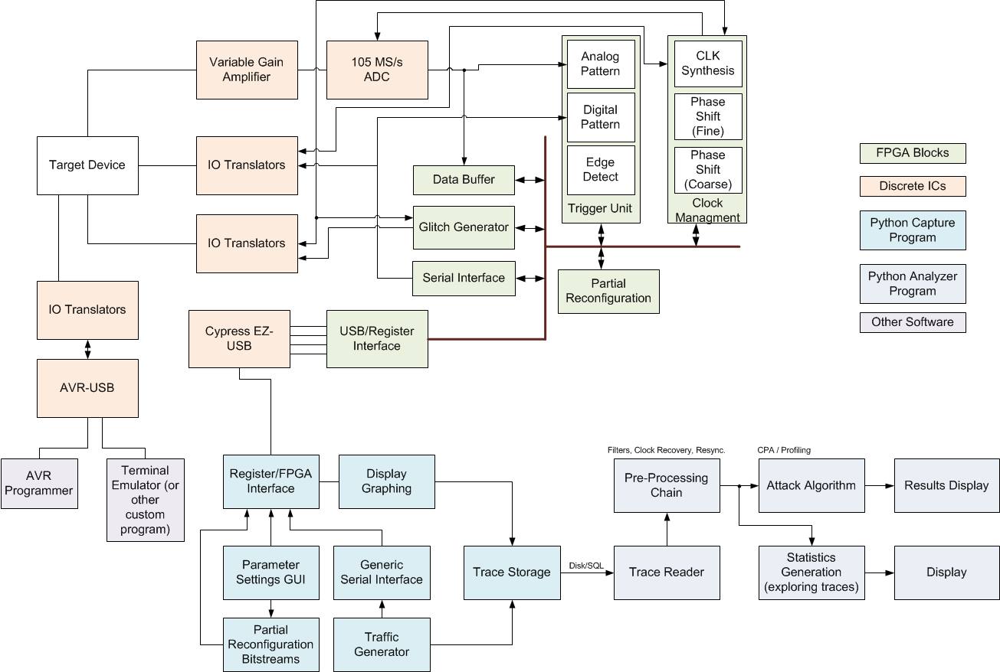 Variable Gain
Amplifier
105 MS/s
ADC
Analog
Pattern
CLK
Synthesis
Digital
Pattern
Phase
Shift
(Fine)
Target Device
IO Translators
Edge
Detect
Phase
Shift
(Coarse)
FPGA Blocks
Data Buffer
Discrete ICs
Trigger Unit
Clock
Managment
IO Translators
Glitch Generator
Python Capture
Program
Serial Interface
Partial
Reconfiguration
Python Analyzer
Program
IO Translators
Other Software
Cypress EZ-
USB
USB/Register
Interface
AVR-USB
AVR
Programmer
Terminal
Emulator (or
other
custom
program)
Register/FPGA
Interface
Display
Graphing
Filters, Clock Recovery, Resync.
CPA / Profiling
Pre-Processing
Chain
Attack Algorithm
Results Display
Parameter
Settings GUI
Generic
Serial Interface
Trace Storage
Disk/SQL
Trace Reader
Statistics
Generation
(exploring traces)
Display
Partial
Reconfiguration
Bitstreams
Traffic
Generator